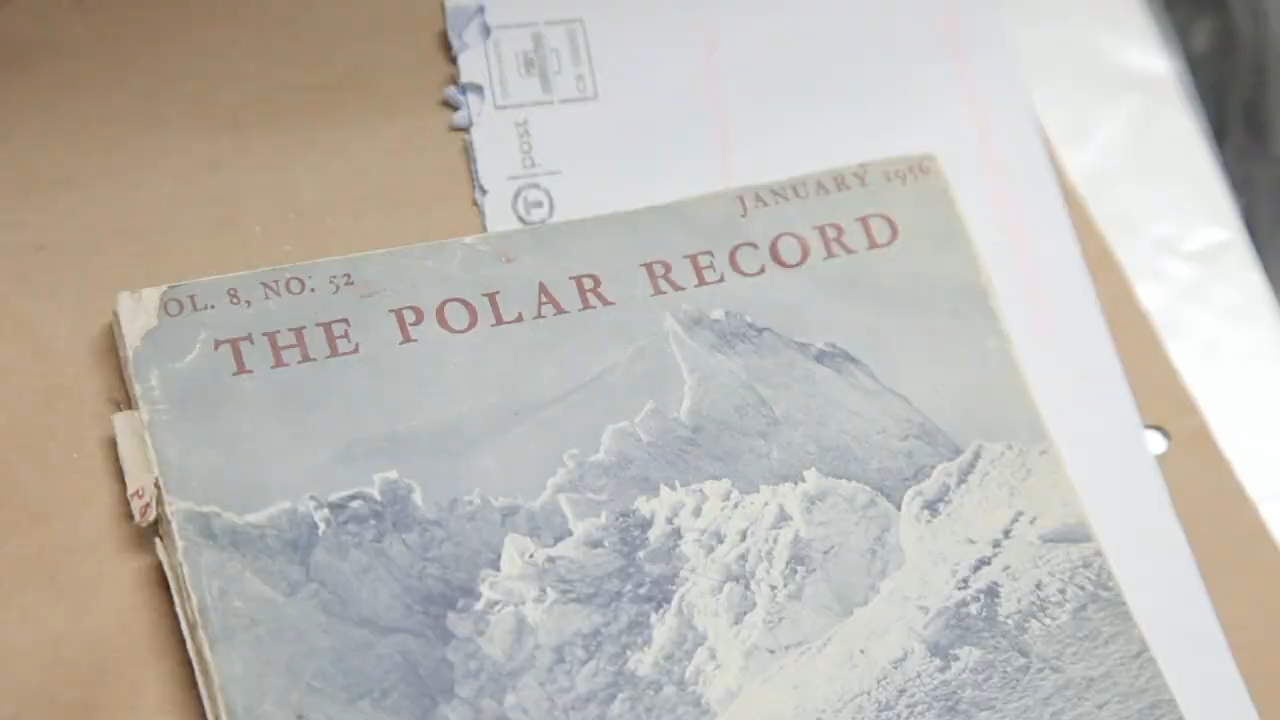 post
JANUARY 1956
OL. 8, NO. 52
THE POLAR RECORD